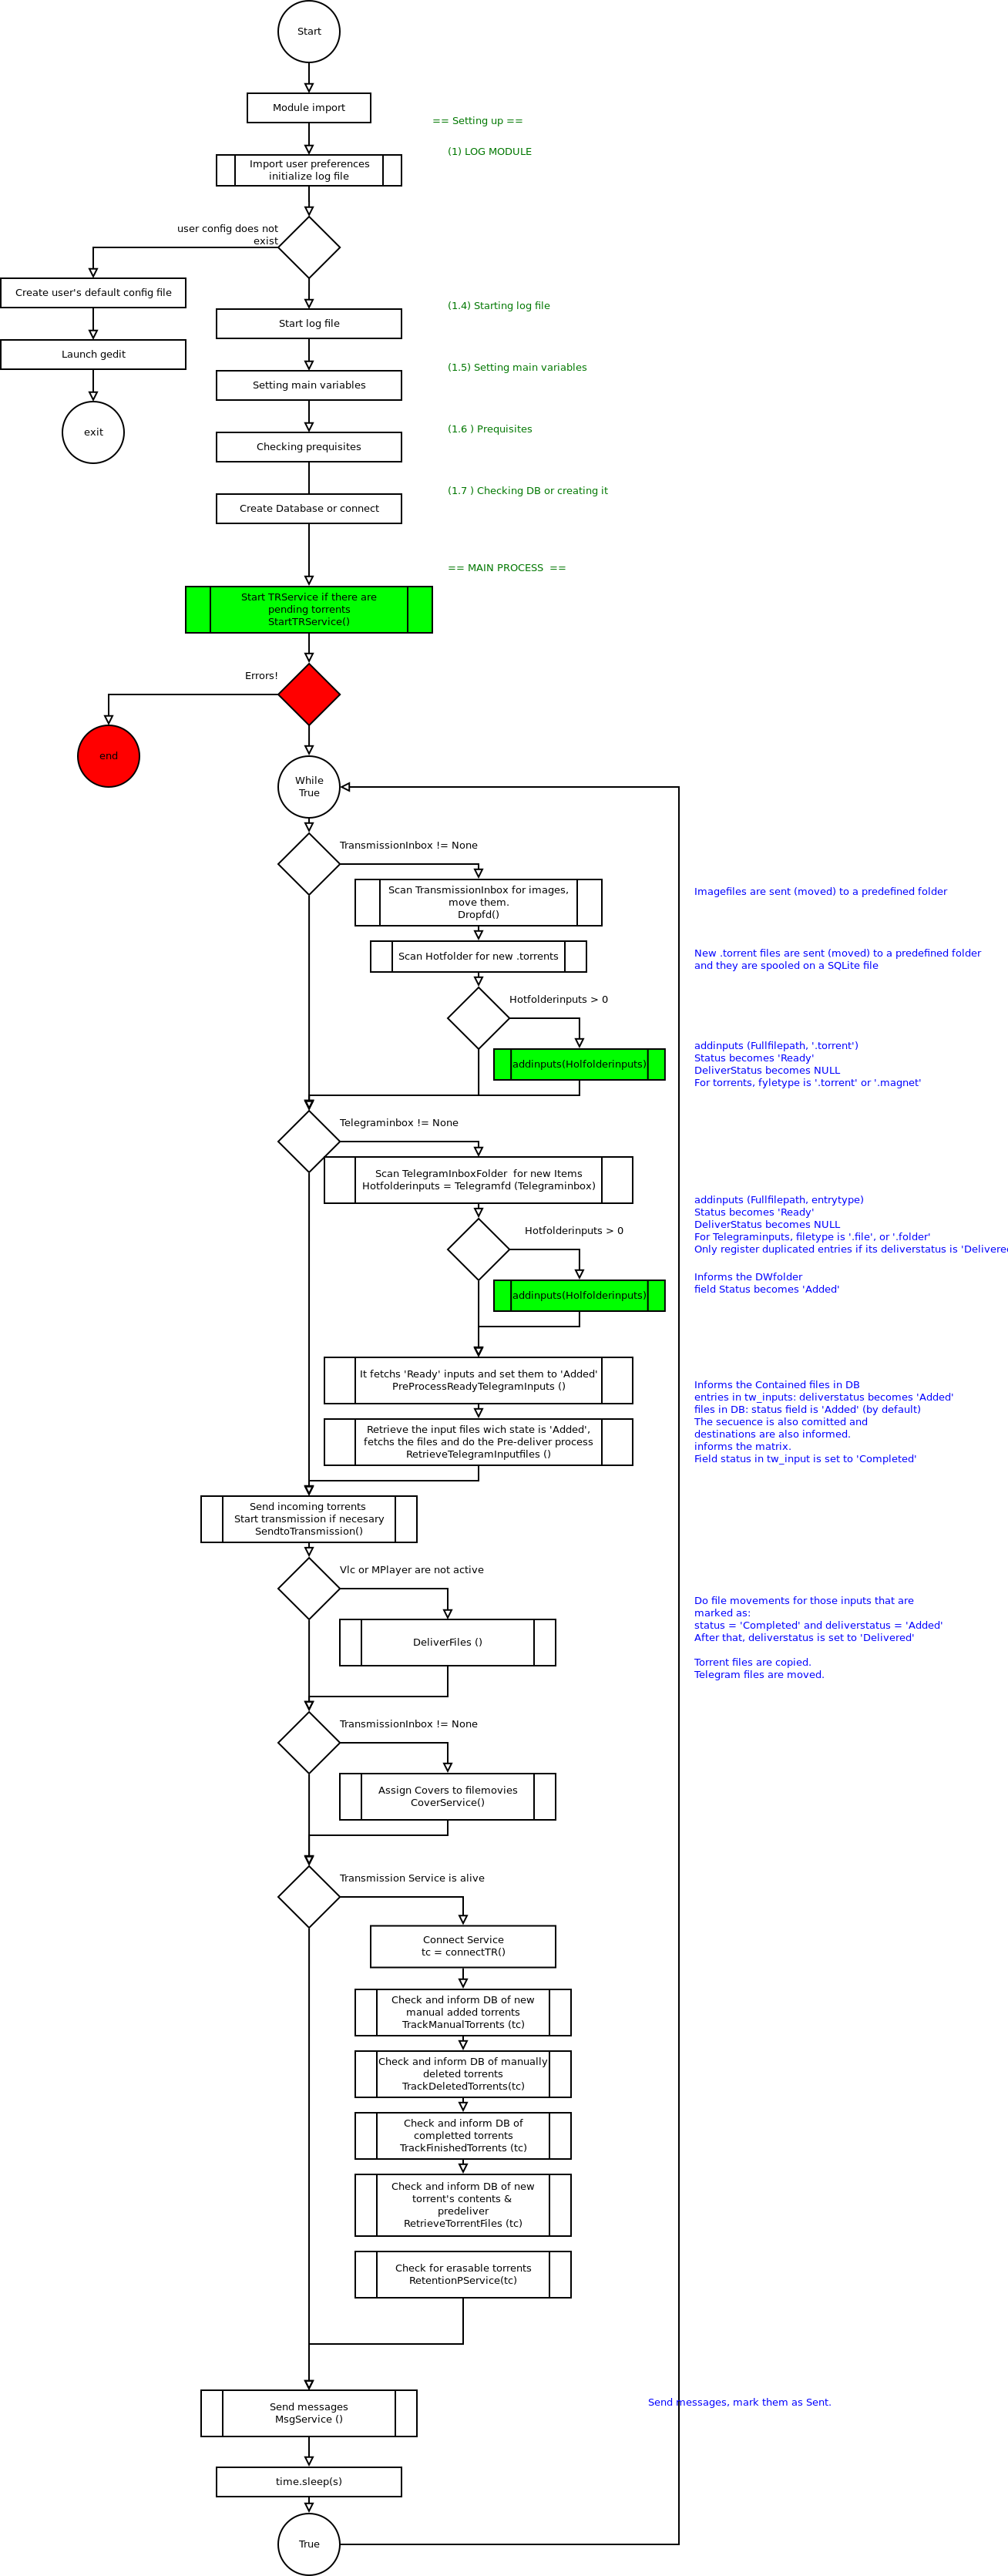 Start
Module import
== Setting up ==
(1) LOG MODULE
Import user preferences
initialize log file
user config does not
exist
Create user's default config file
Start log file
(1.4) Starting log file
Launch gedit
Setting main variables
(1.5) Setting main variables
exit
Checking prequisites
(1.6 ) Prequisites
Create Database or connect
(1.7 ) Checking DB or creating it
== MAIN PROCESS  ==
Start TRService if there are
pending torrents
StartTRService()
Errors!
end
While
True
TransmissionInbox != None
Scan TransmissionInbox for images,
move them.
Dropfd()
Imagefiles are sent (moved) to a predefined folder
Scan Hotfolder for new .torrents
New .torrent files are sent (moved) to a predefined folder
and they are spooled on a SQLite file
Hotfolderinputs > 0
addinputs(Holfolderinputs)
addinputs (Fullfilepath, '.torrent')
Status becomes 'Ready'
DeliverStatus becomes NULL
For torrents, fyletype is '.torrent' or '.magnet'
Telegraminbox != None
Scan TelegramInboxFolder  for new Items
Hotfolderinputs = Telegramfd (Telegraminbox)
Hotfolderinputs > 0
addinputs(Holfolderinputs)
addinputs (Fullfilepath, entrytype)
Status becomes 'Ready'
DeliverStatus becomes NULL
For Telegraminputs, filetype is '.file', or '.folder'
Only register duplicated entries if its deliverstatus is 'Delivere
Informs the DWfolder
field Status becomes 'Added'
It fetchs 'Ready' inputs and set them to 'Added'
PreProcessReadyTelegramInputs ()
Retrieve the input files wich state is 'Added',
fetchs the files and do the Pre-deliver process
RetrieveTelegramInputfiles ()
Informs the Contained files in DB
entries in tw_inputs: deliverstatus becomes 'Added'
files in DB: status field is 'Added' (by default)
The secuence is also comitted and
destinations are also informed.
informs the matrix.
Field status in tw_input is set to 'Completed'
Send incoming torrents
Start transmission if necesary
SendtoTransmission()
Vlc or MPlayer are not active
DeliverFiles ()
Do file movements for those inputs that are
marked as:
status = 'Completed' and deliverstatus = 'Added'
After that, deliverstatus is set to 'Delivered'
Torrent files are copied.
Telegram files are moved.
TransmissionInbox != None
Assign Covers to filemovies
CoverService()
Transmission Service is alive
Connect Service
tc = connectTR()
Check and inform DB of new
manual added torrents
TrackManualTorrents (tc)
Check and inform DB of manually
deleted torrents
TrackDeletedTorrents(tc)
Check and inform DB of
completted torrents
TrackFinishedTorrents (tc)
Check and inform DB of new
torrent's contents &
predeliver
RetrieveTorrentFiles (tc)
Check for erasable torrents
RetentionPService(tc)
Send messages
MsgService ()
Send messages, mark them as Sent.
time.sleep(s)
True